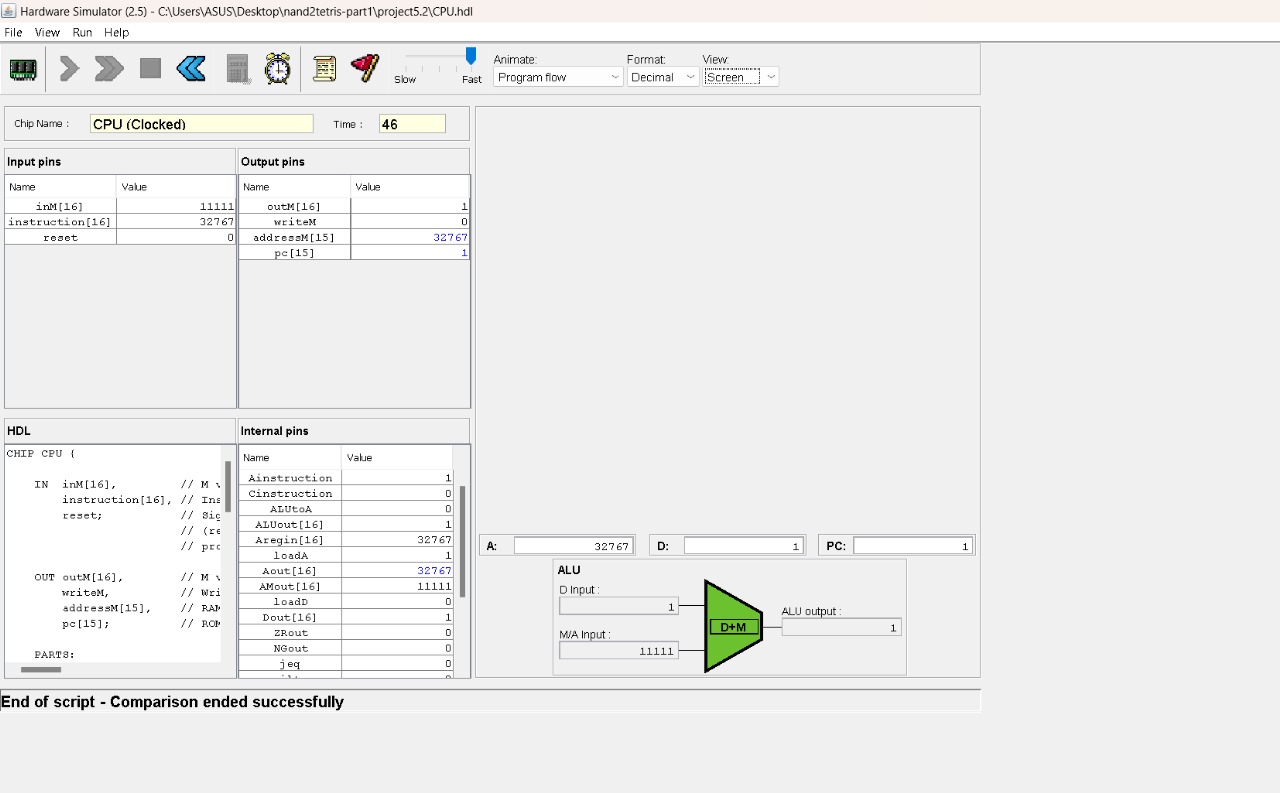 Hardware Simulator (2.5) - C:\Users\ASUS\Desktop\nand2tetris-part1\project5.2\CPU.hdl
File View Run Help
Animate: Format: View:
Slow Fast Program flow Decimal Screen
Chip Name : CPU (Clocked) Time : 46
Input pins
Name Value
inM[16] 11111
instruction[16] 32767
reset 0
Output pins
Name Value
outM[16] 1
writeM 0
addressM[15] 32767
pc[15] 1
HDL
CHIP CPU {
IN inM[16], // M v
instruction[16], // Ins
reset; // Sig
// (re
// pro
OUT outM[16], // M v
writeM, // Wri
addressM[15], // RAM
pc[15]; // ROM
PARTS:
Internal pins
Name Value
Ainstruction 1
Cinstruction 0
ALUtoA 0
ALUout[16] 1
Aregin[16] 32767
loadA 1
Aout[16] 32767
AMout[16] 11111
loadD 0
Dout[16] 1
ZRout 0
NGout 0
jeq 0
A: 32767 D: 1 PC: 1
ALU
D Input :
1
M/A Input :
11111
D+M
ALU output :
1
End of script - Comparison ended successfully